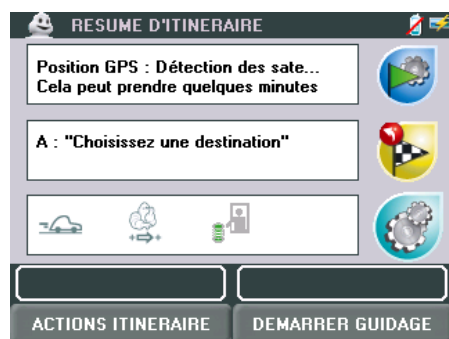 RESUME D'ITINERAIRE
Position GPS : Détection des sate...
Cela peut prendre quelques minutes
A : "Choisissez une destination"
ACTIONS ITINERAIRE
DEMARRER GUIDAGE